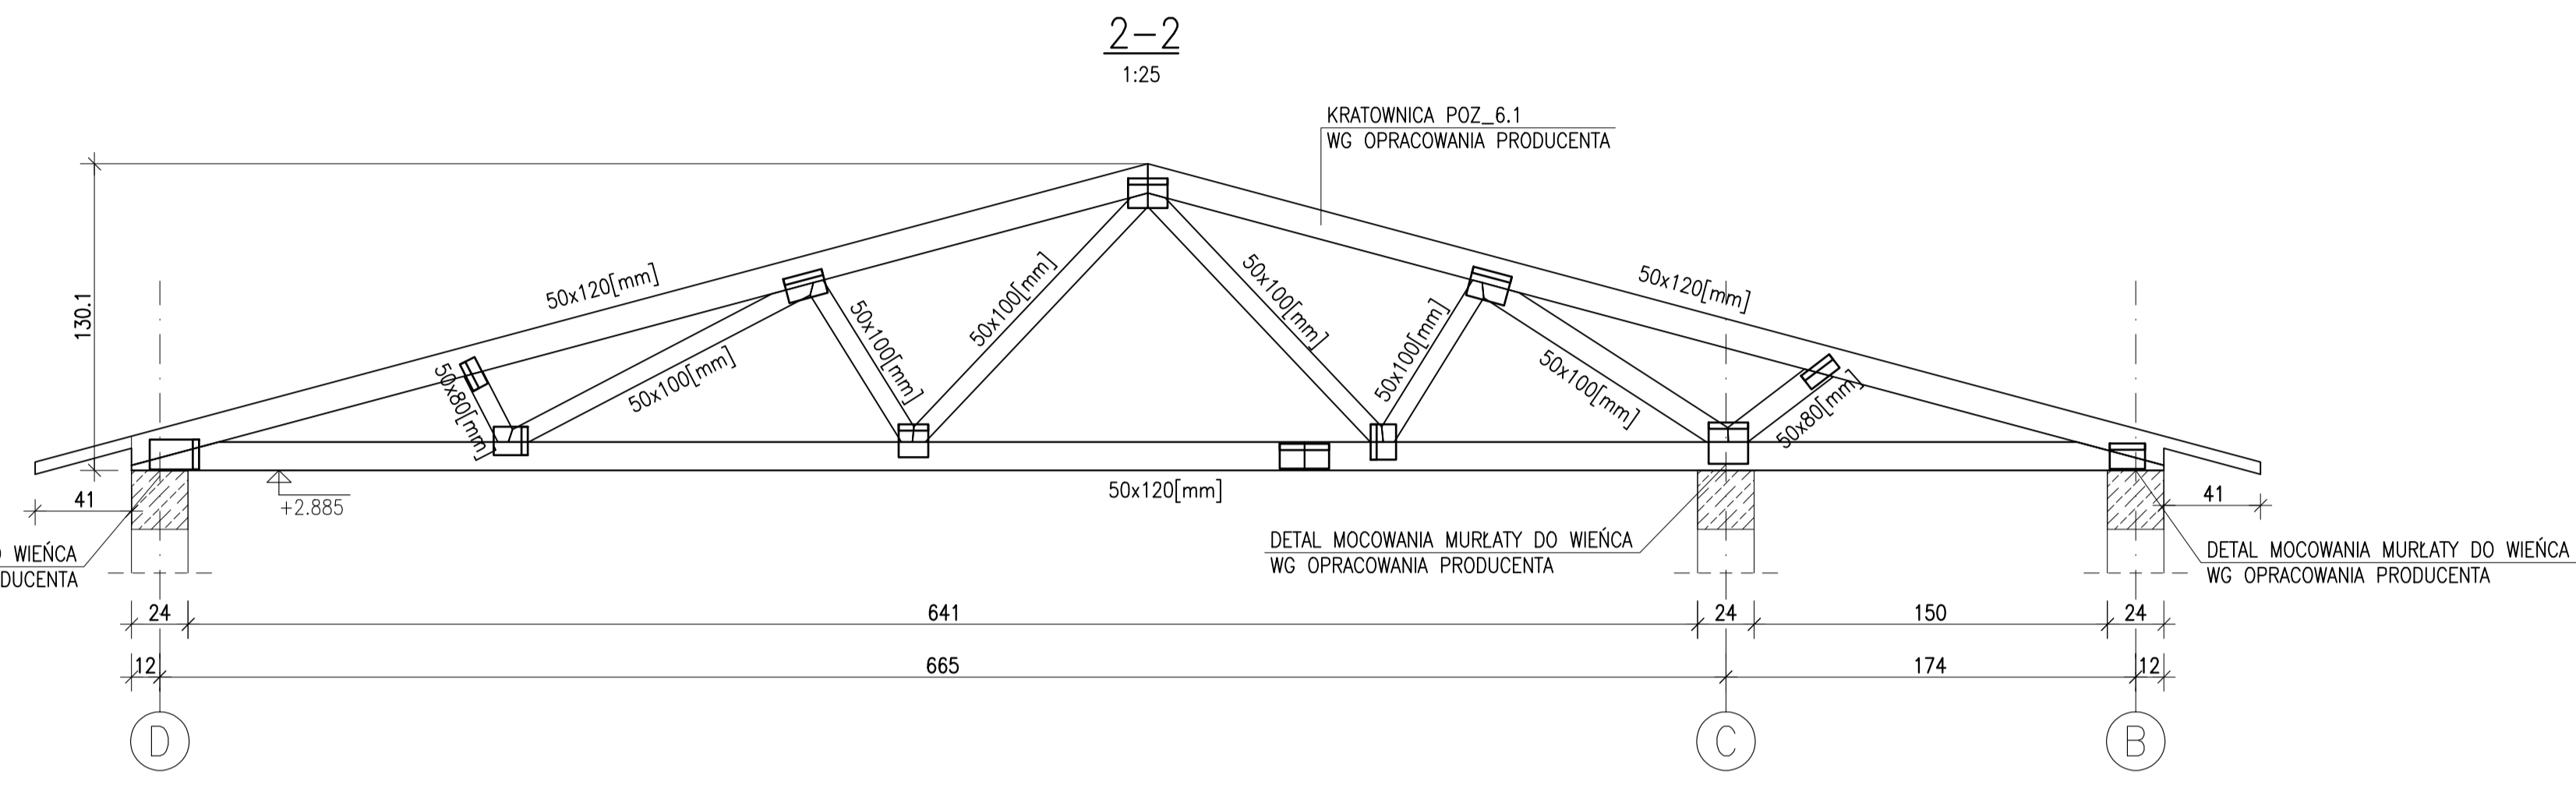 2-2
1:25
KRATOWNICA POZ_6.1
WG OPRACOWANIA PRODUCENTA
130.1
50x120[mm]
50x80[mm]
50x100[mm]
50x100[mm]
50x100[mm]
50x100[mm]
50x100[mm]
50x100[mm]
50x120[mm]
50x80[mm]
41
+2.885
50x120[mm]
41
WIEŃCA
DUCENTA
DETAL MOCOWANIA MURŁATY DO WIEŃCA
WG OPRACOWANIA PRODUCENTA
DETAL MOCOWANIA MURŁATY DO WIEŃCA
WG OPRACOWANIA PRODUCENTA
24 641 24 150 24
12 665 174 12
D C B